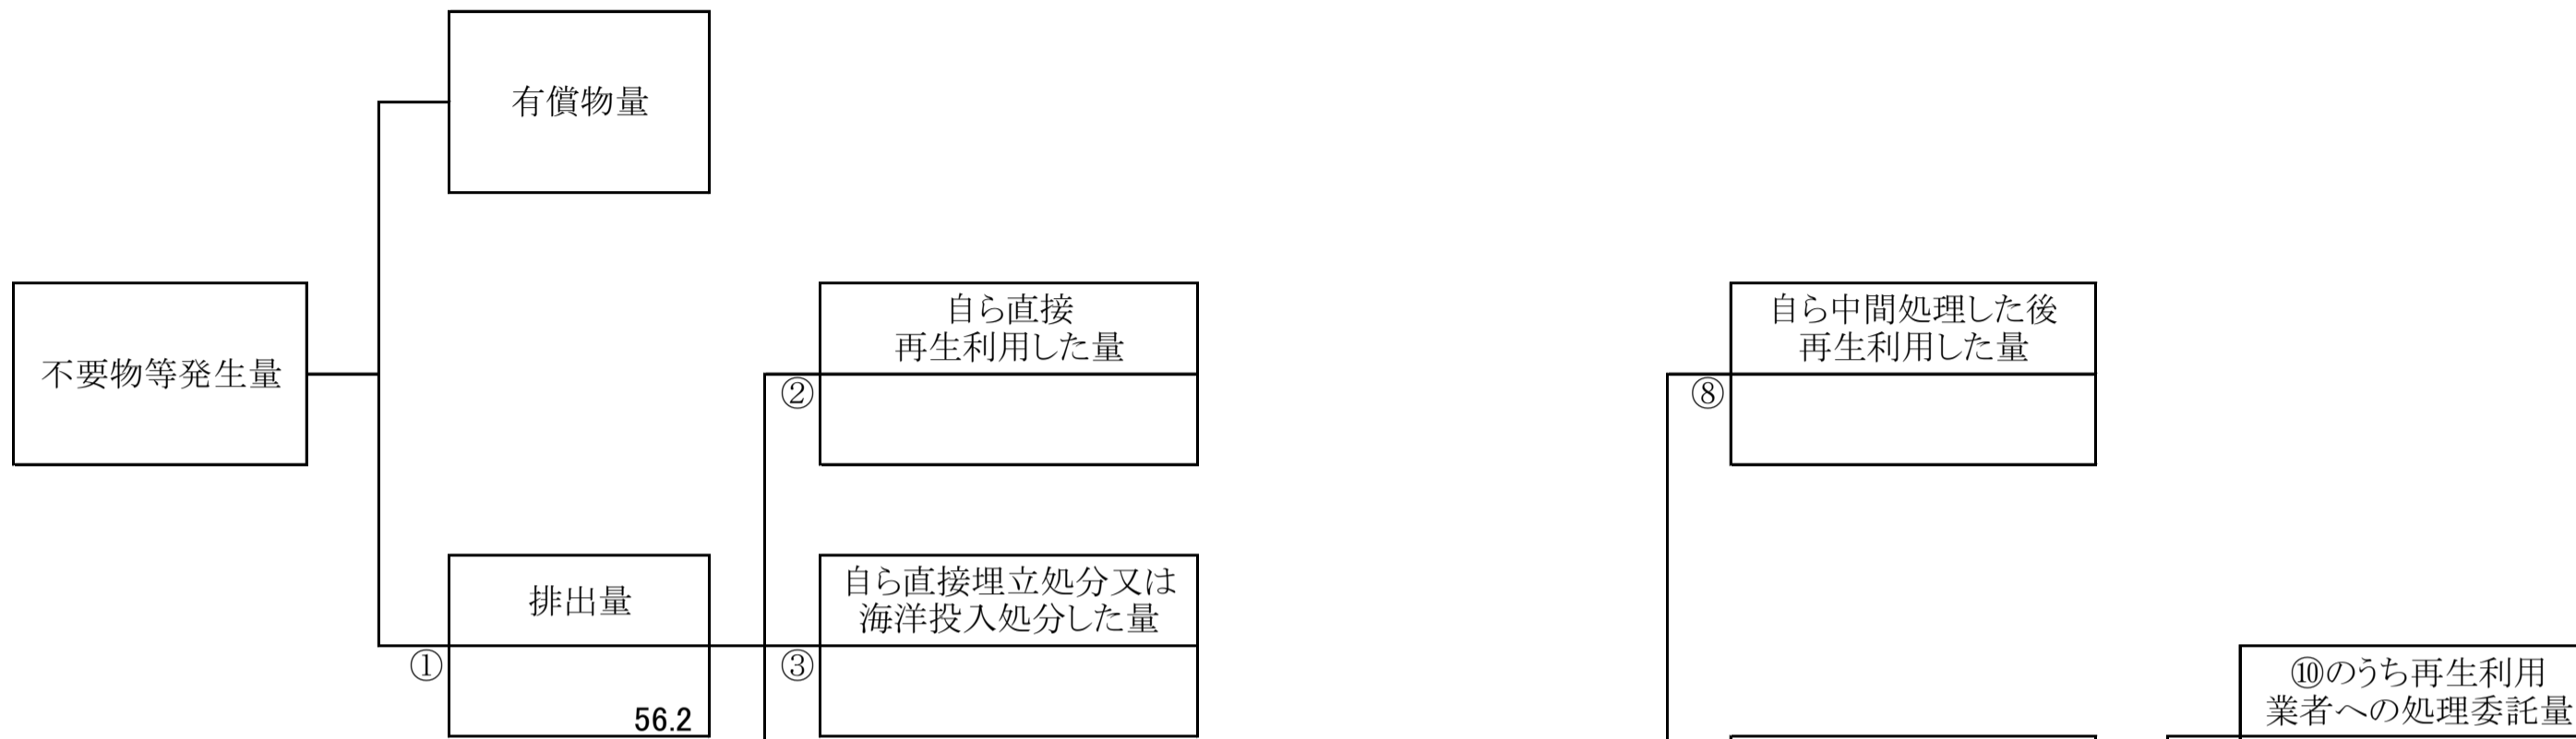 有償物量
不要物等発生量
自ら直接
再生利用した量
②
自ら中間処理した後
再生利用した量
⑧
排出量
①
56.2
自ら直接埋立処分又は
海洋投入処分した量
③
⑩のうち再生利用
業者への処理委託量